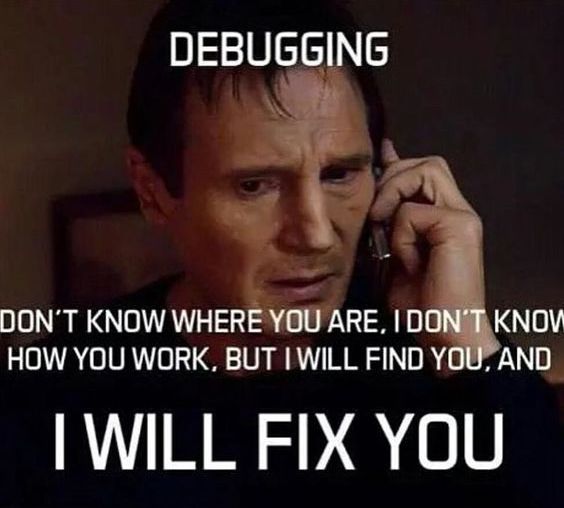 DEBUGGING
DON'T KNOW WHERE YOU ARE, I DON'T KNOW
HOW YOU WORK, BUT I WILL FIND YOU, AND
I WILL FIX YOU